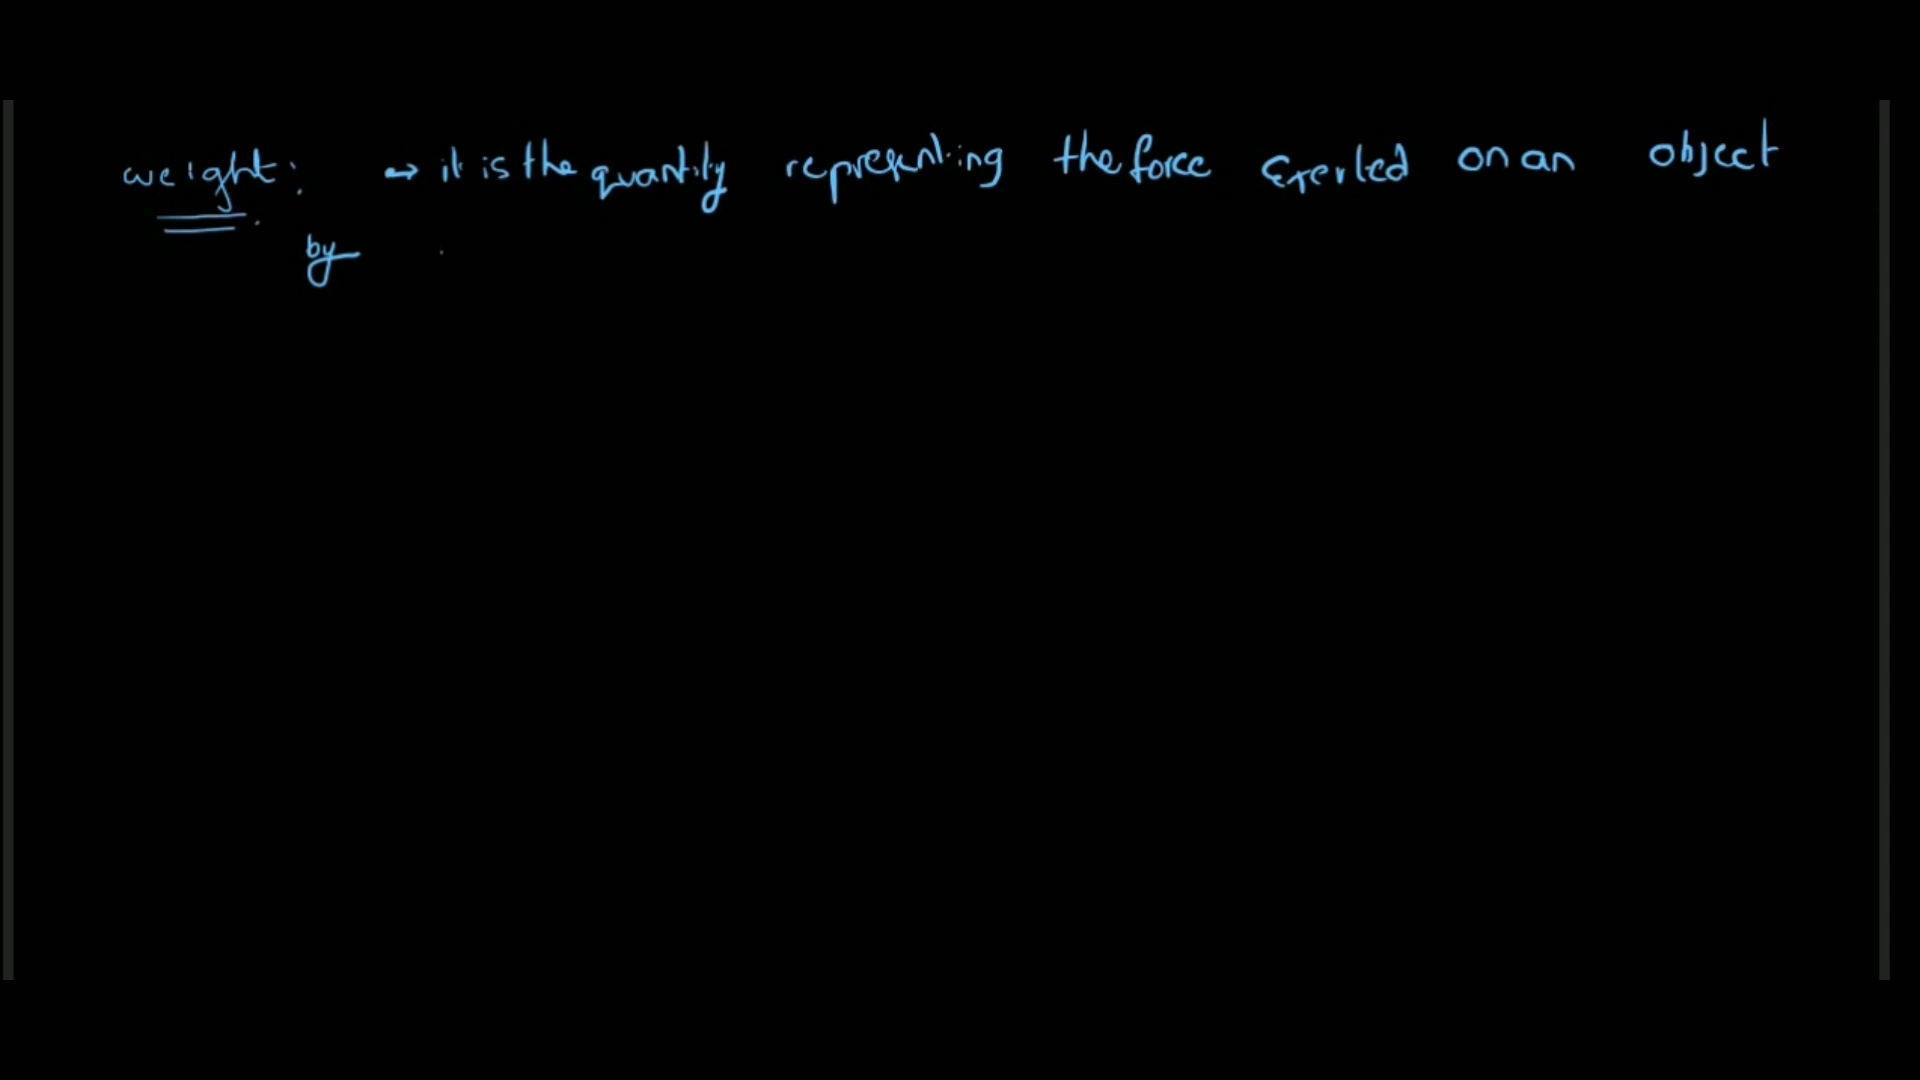 weight: → it is the quantity representing the force exerted on an object
by